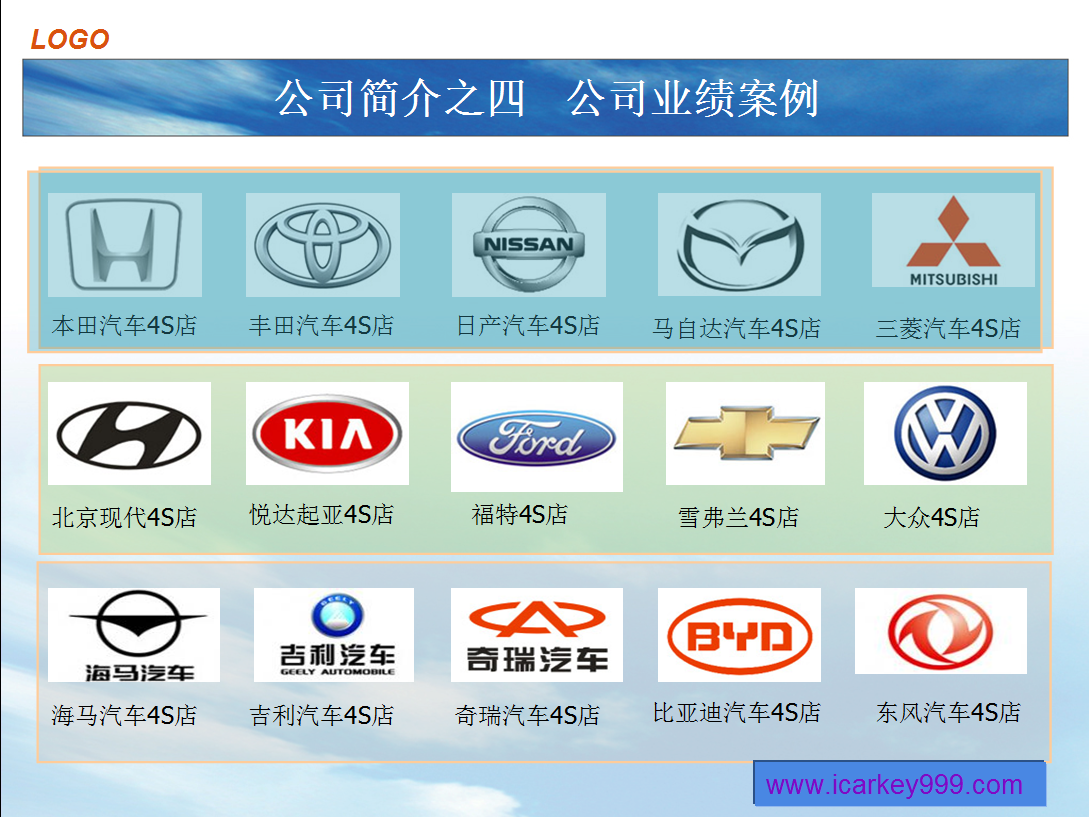 LOGO
公司简介之四 公司业绩案例
NISSAN
MITSUBISHI
本田汽车4S店 丰田汽车4S店 日产汽车4S店 马自达汽车4S店 三菱汽车4S店
KIA Ford
北京现代4S店 悦达起亚4S店 福特4S店 雪弗兰4S店 大众4S店
GEELY
海马汽车 吉利汽车 奇瑞汽车 BYD
GEELY AUTOMOBILE
海马汽车4S店 吉利汽车4S店 奇瑞汽车4S店 比亚迪汽车4S店 东风汽车4S店
www.icarkey999.com